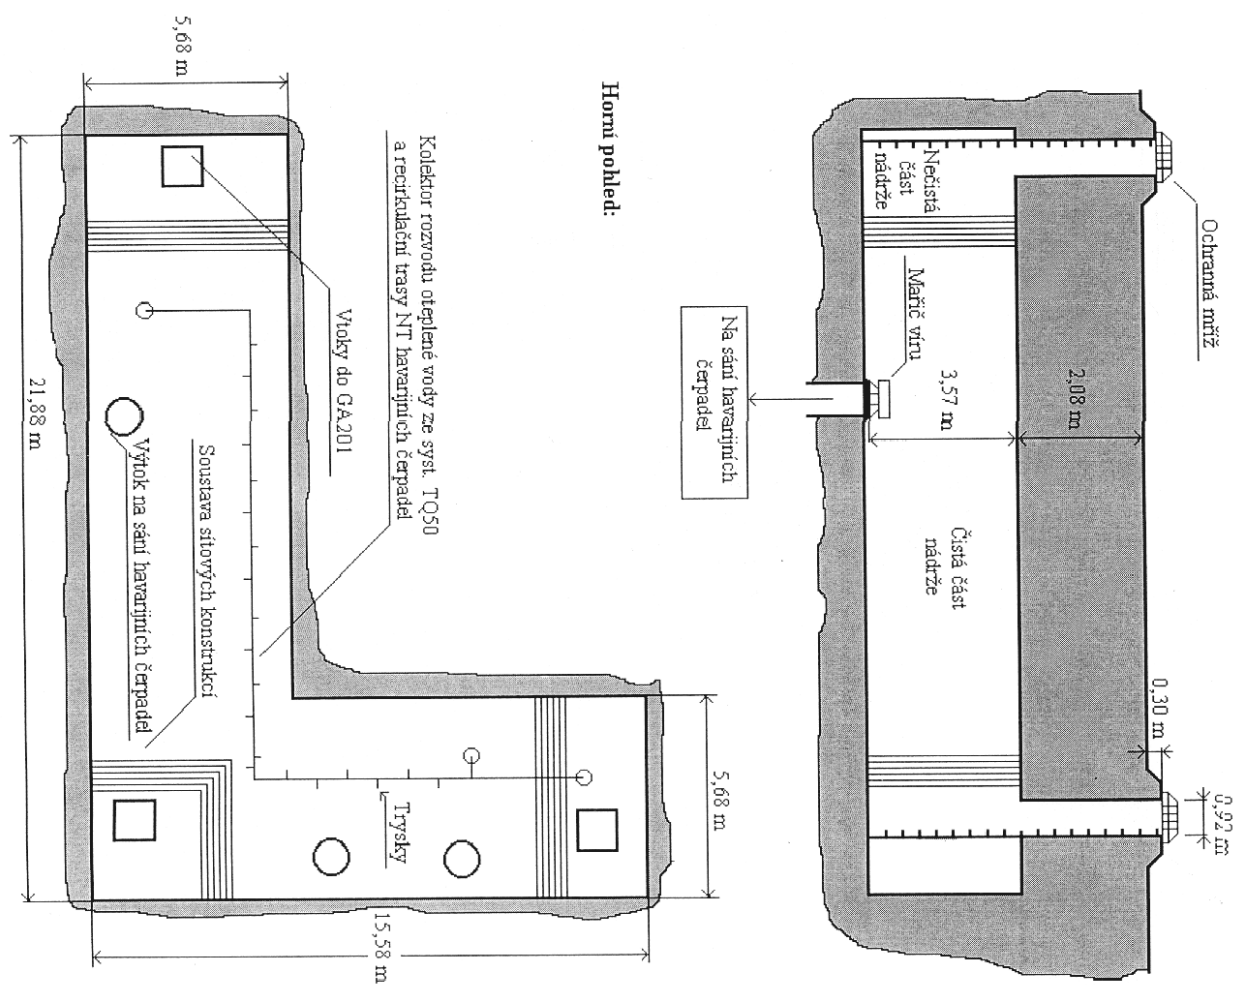 Ochranná mříž
0,92 m
0,30 m
2,08 m
3,57 m
Nečistá
část
nádrže
Mařič víru
Čistá část
nádrže
Na sání havarijních
čerpadel
Horní pohled:
Kolektor rozvodu oteplené vody ze syst. TQ50
a recirkulační trasy NT havarijních čerpadel
5,68 m
Vtoky do GA201
5,68 m
Trysky
Soustava sítových konstrukcí
Výtok na sání havarijních čerpadel
21,88 m
15,58 m